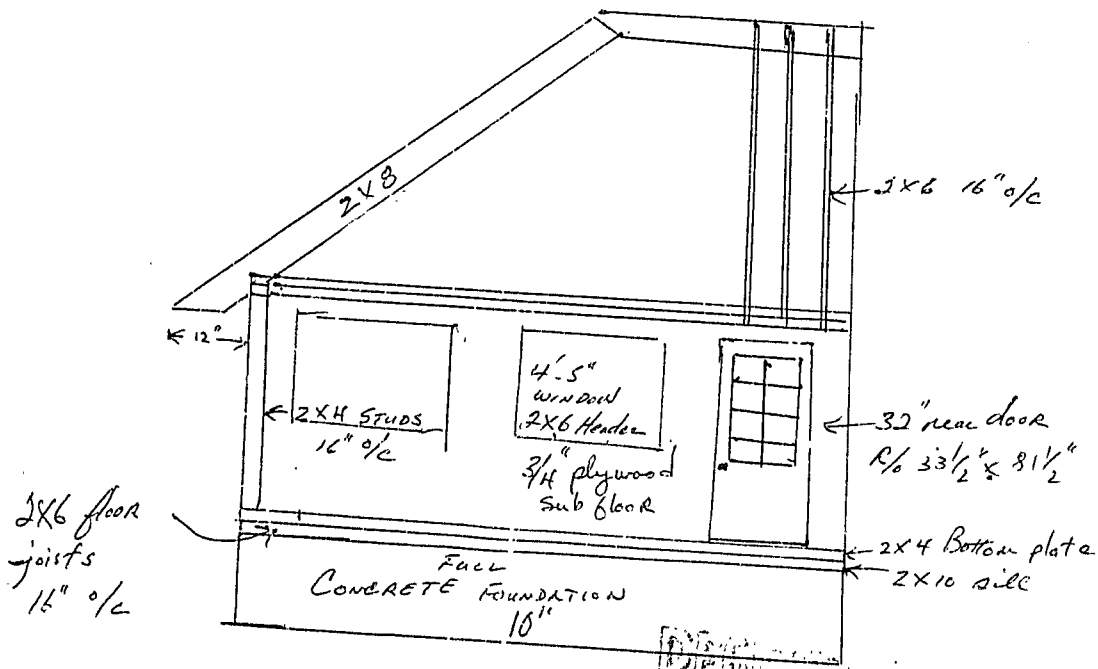 2X8
2X6 16" o/c
12"
4'-5"
WINDOW
2X6 Header
2X4 STUDS
16" o/c
3/4" plywood
Sub floor
32" rear door
R/o 33 1/2" x 81 1/2"
2X6 floor
joists
16" o/c
2X4 Bottom plate
2X10 sill
FULL
CONCRETE FOUNDATION
10"